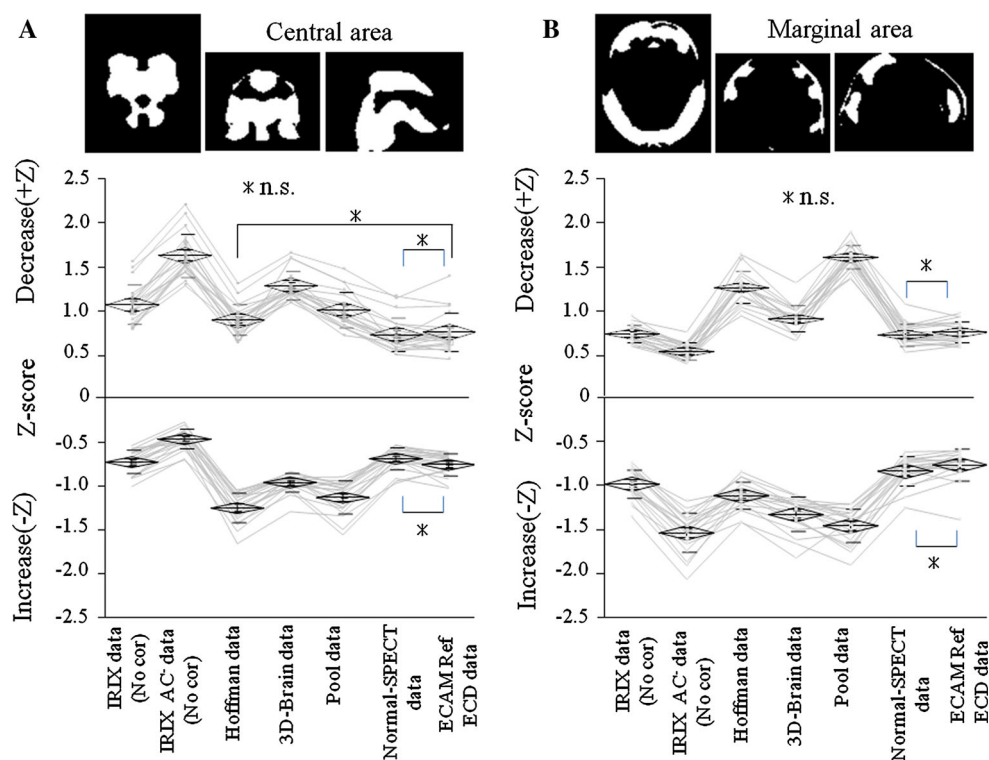 A
Central area
Decrease(+Z)
Z-score
Increase(-Z)
2.5
2.0
1.5
1.0
0.5
0
-0.5
-1.0
-1.5
-2.0
-2.5
* n.s.
*
*
*
IRIX data
(No cor)
IRIX AC- data
(No cor)
Hoffman data
3D-Brain data
Pool data
Normal-SPECT
data
ECAM Ref
ECD data
B
Marginal area
Decrease(+Z)
Z-score
Increase(-Z)
2.5
2.0
1.5
1.0
0.5
0
-0.5
-1.0
-1.5
-2.0
-2.5
* n.s.
*
*
IRIX data
(No cor)
IRIX AC- data
(No cor)
Hoffman data
3D-Brain data
Pool data
Normal-SPECT
data
ECAM Ref
ECD data